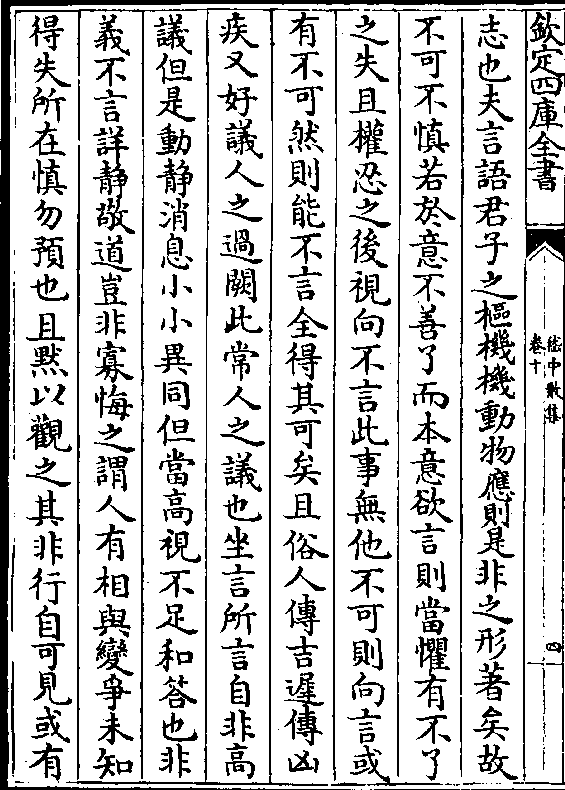 欽定四庫全書
嵇中散集
卷十
四
志也夫言語君子之樞機機動物應則是非之形著矣故
不可不慎若於意不善了而本意欲言則當懼有不了
之失且權忍之後視向不言此事無他不可則向言或
有不可然則能不言全得其可矣且俗人傳吉遲傳凶
疾又好議人之過闕此常人之議也坐言所言自非高
議但是動静消息小小異同但當高視不足和答也非
義不言詳静敬道豈非寡悔之謂人有相與變爭未知
得失所在慎勿預也且黙以觀之其非行自可見或有